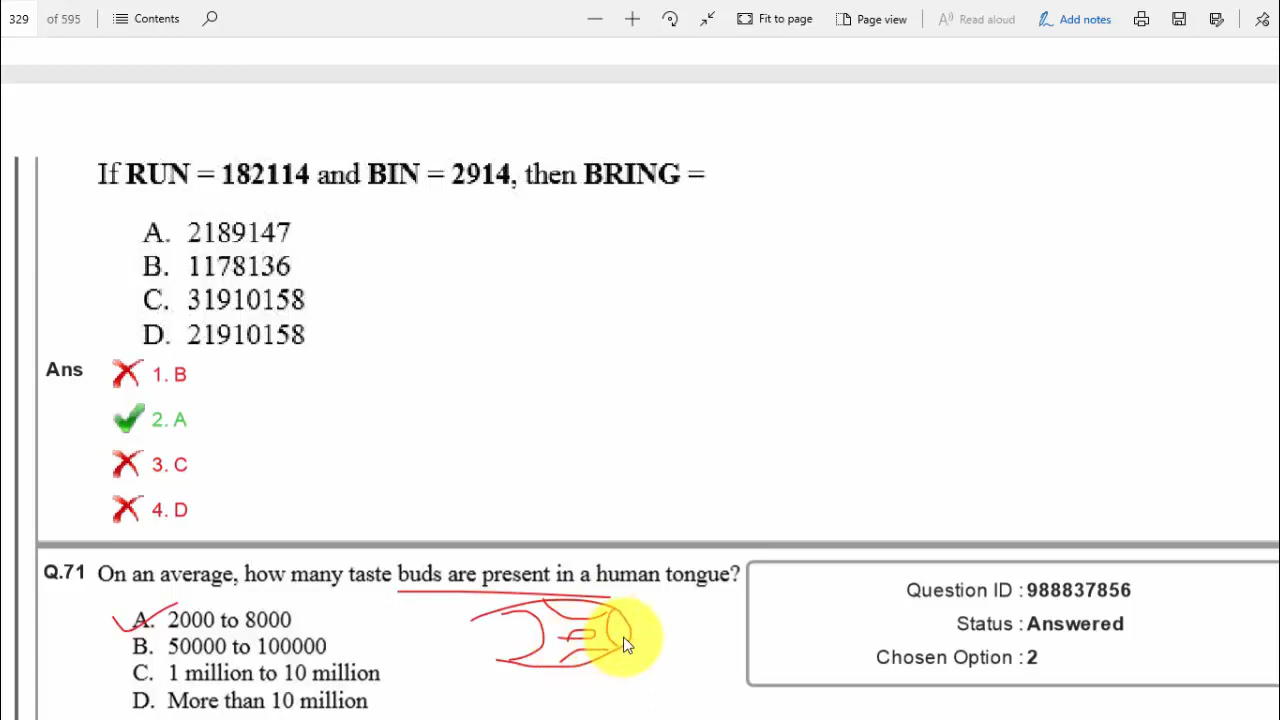 329 of 595 Contents Fit to page Page view Read aloud Add notes
If RUN = 182114 and BIN = 2914, then BRING =
A. 2189147
B. 1178136
C. 31910158
D. 21910158
Ans
1. B
2. A
3. C
4. D
Q.71 On an average, how many taste buds are present in a human tongue?
A. 2000 to 8000
B. 50000 to 100000
C. 1 million to 10 million
D. More than 10 million
Question ID : 988837856
Status : Answered
Chosen Option : 2